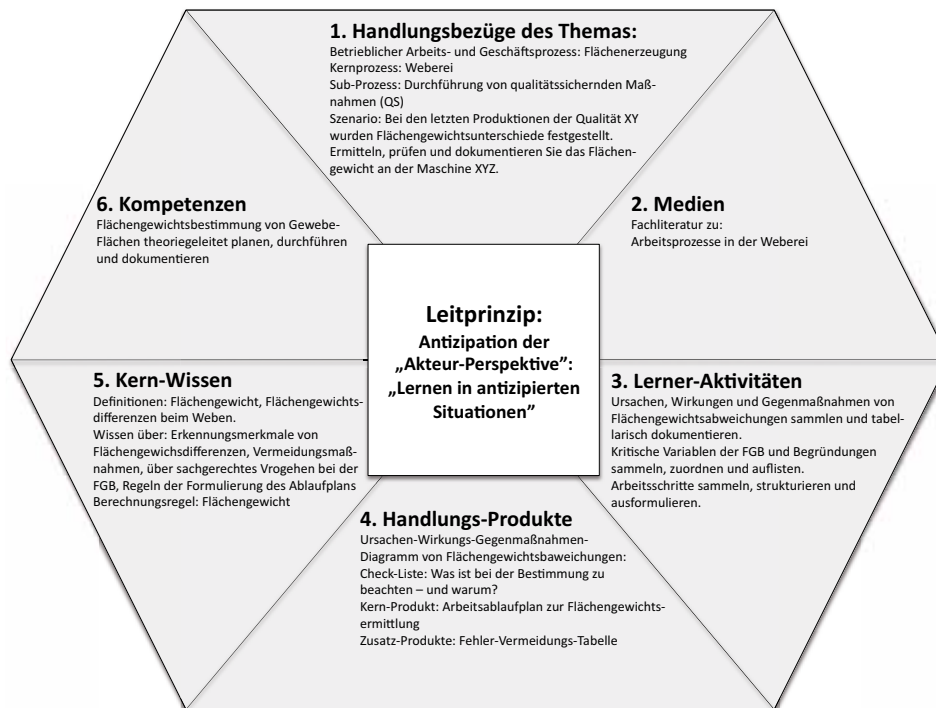 1. Handlungsbezüge des Themas:
Betrieblicher Arbeits- und Geschäftsprozess: Flächenerzeugung
Kernprozess: Weberei
Sub-Prozess: Durchführung von qualitätssichernden Maß-
nahmen (QS)
Szenario: Bei den letzten Produktionen der Qualität XY
wurden Flächengewichtsunterschiede festgestellt.
Ermitteln, prüfen und dokumentieren Sie das Flächen-
gewicht an der Maschine XYZ.
2. Medien
Fachliteratur zu:
Arbeitsprozesse in der Weberei
3. Lerner-Aktivitäten
Ursachen, Wirkungen und Gegenmaßnahmen von
Flächengewichtsabweichungen sammeln und tabel-
larisch dokumentieren.
Kritische Variablen der FGB und Begründungen
sammeln, zuordnen und auflisten.
Arbeitsschritte sammeln, strukturieren und
ausformulieren.
4. Handlungs-Produkte
Ursachen-Wirkungs-Gegenmaßnahmen-
Diagramm von Flächengewichtsbaweichungen:
Check-Liste: Was ist bei der Bestimmung zu
beachten – und warum?
Kern-Produkt: Arbeitsablaufplan zur Flächengewichts-
ermittlung
Zusatz-Produkte: Fehler-Vermeidungs-Tabelle
5. Kern-Wissen
Definitionen: Flächengewicht, Flächengewichts-
differenzen beim Weben.
Wissen über: Erkennungsmerkmale von
Flächengewichsdifferenzen, Vermeidungsmaß-
nahmen, über sachgerechtes Vrogehen bei der
FGB, Regeln der Formulierung des Ablaufplans
Berechnungsregel: Flächengewicht
6. Kompetenzen
Flächengewichtsbestimmung von Gewebe-
Flächen theoriegeleitet planen, durchführen
und dokumentieren
Leitprinzip:
Antizipation der
„Akteur-Perspektive”:
„Lernen in antizipierten
Situationen”